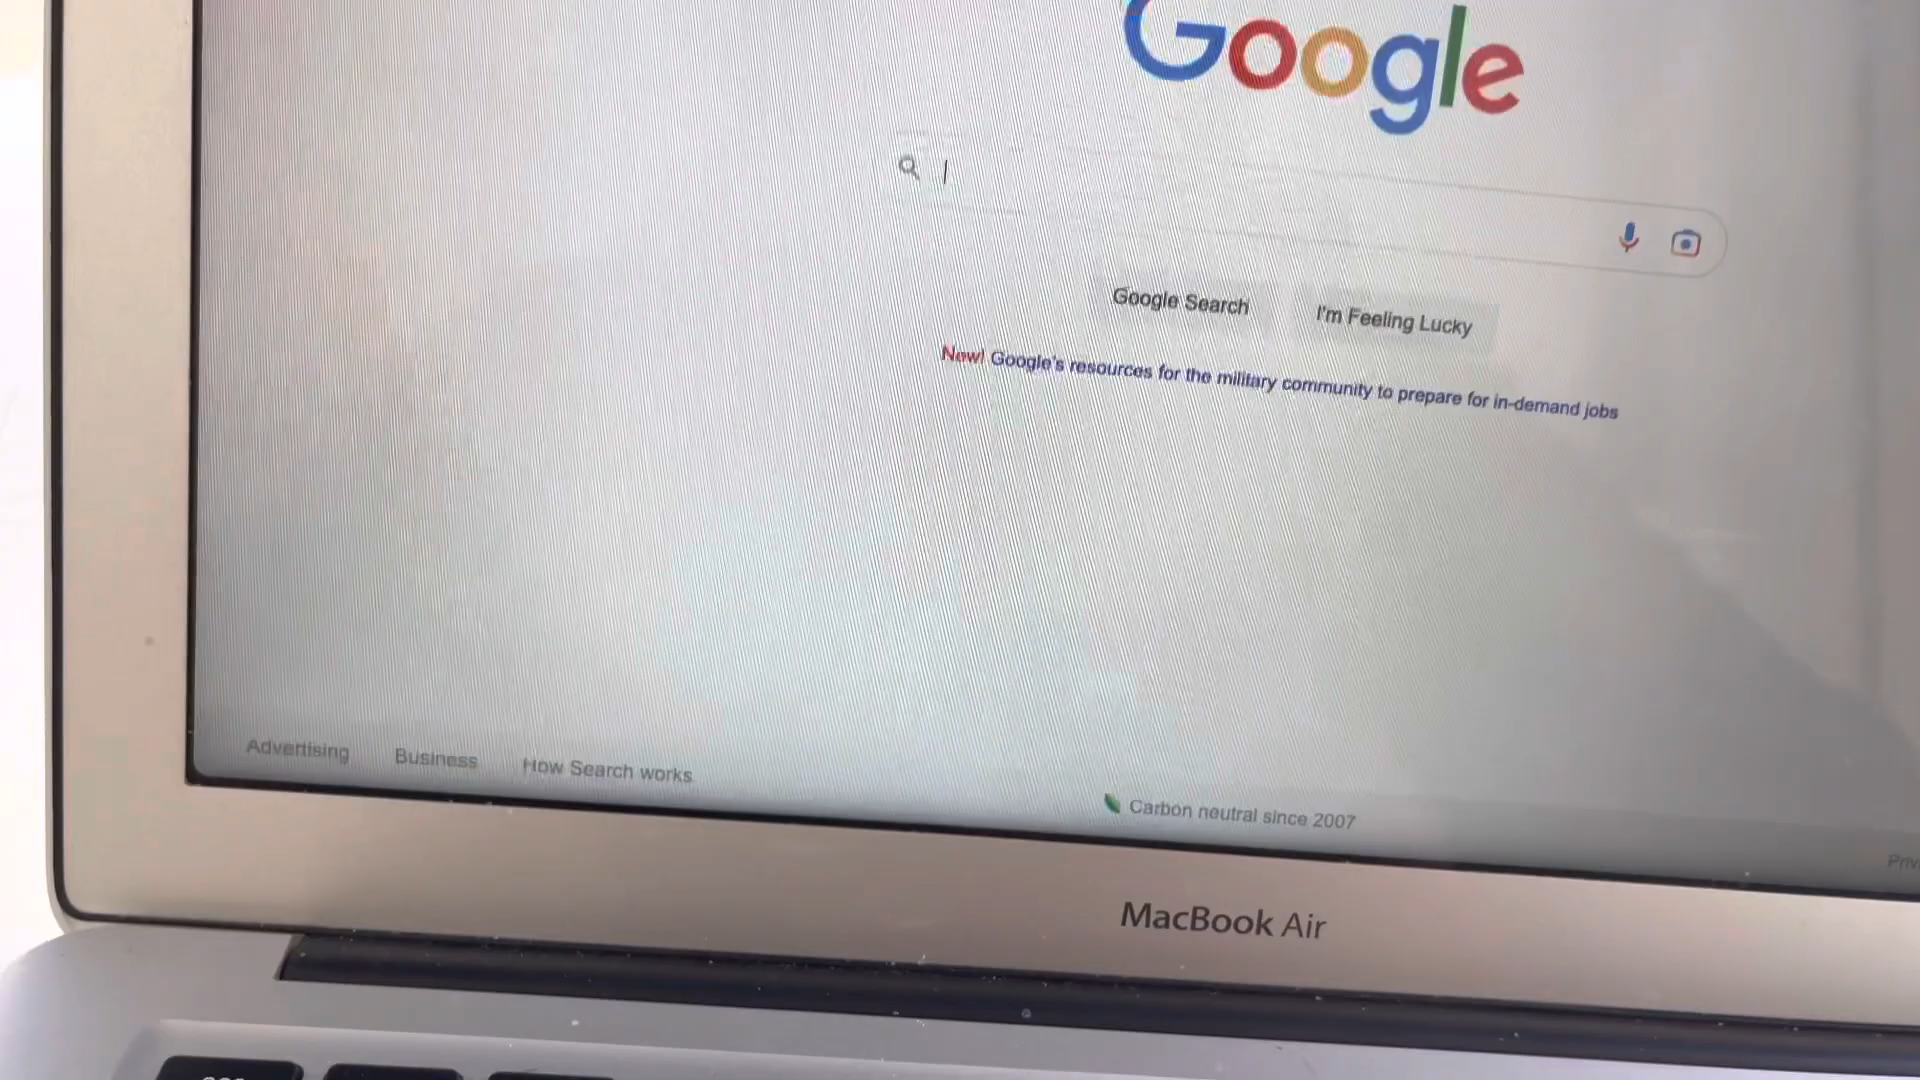 Google
Google Search
I'm Feeling Lucky
New! Google's resources for the military community to prepare for in-demand jobs
Advertising
Business
How Search works
Carbon neutral since 2007
Priv
MacBook Air